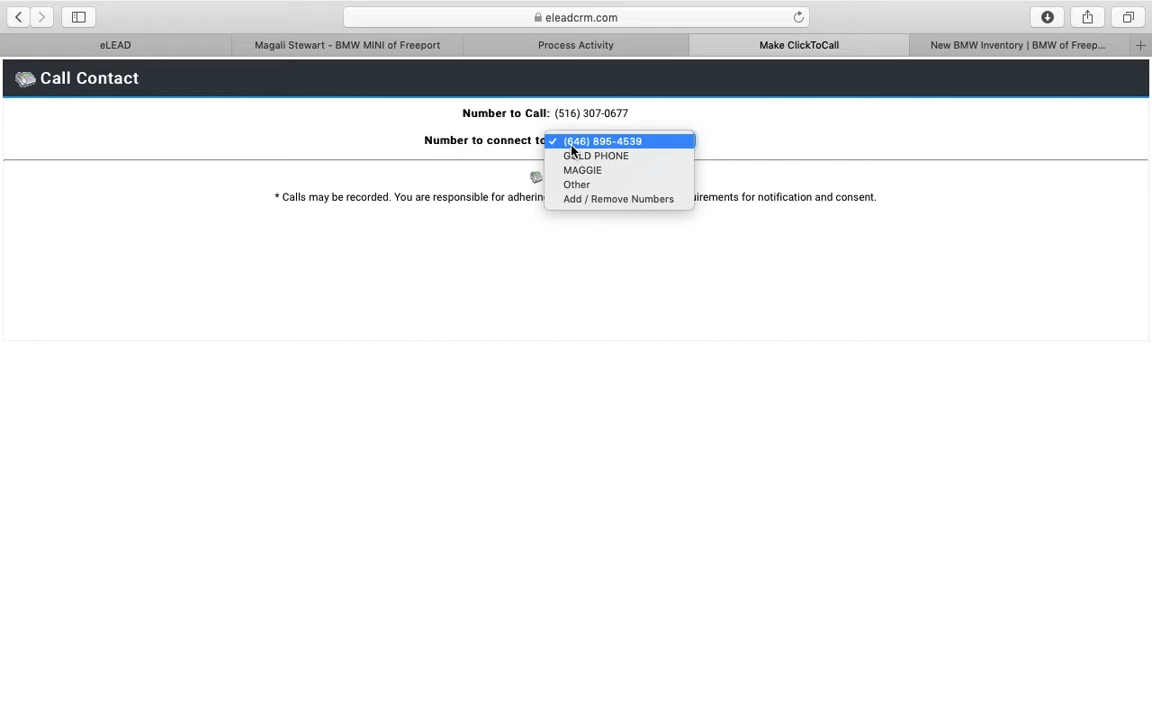 eleadcrm.com
eLEAD
Magali Stewart - BMW MINI of Freeport
Process Activity
Make ClickToCall
New BMW Inventory | BMW of Freep...
Call Contact
Number to Call: (516) 307-0677
Number to connect to
(646) 895-4539
GOLD PHONE
MAGGIE
Other
Add / Remove Numbers
* Calls may be recorded. You are responsible for adherin
uirements for notification and consent.